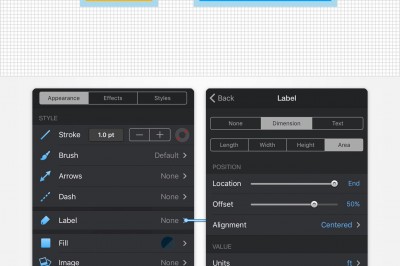 Appearance Effects Styles
STYLE
Stroke 1.0 pt
Brush Default
Arrows None
Dash None
Label None
Fill
Image None
Back Label
None Dimension Text
Length Width Height Area
POSITION
Location End
Offset 50%
Alignment Centered
VALUE
Units ft